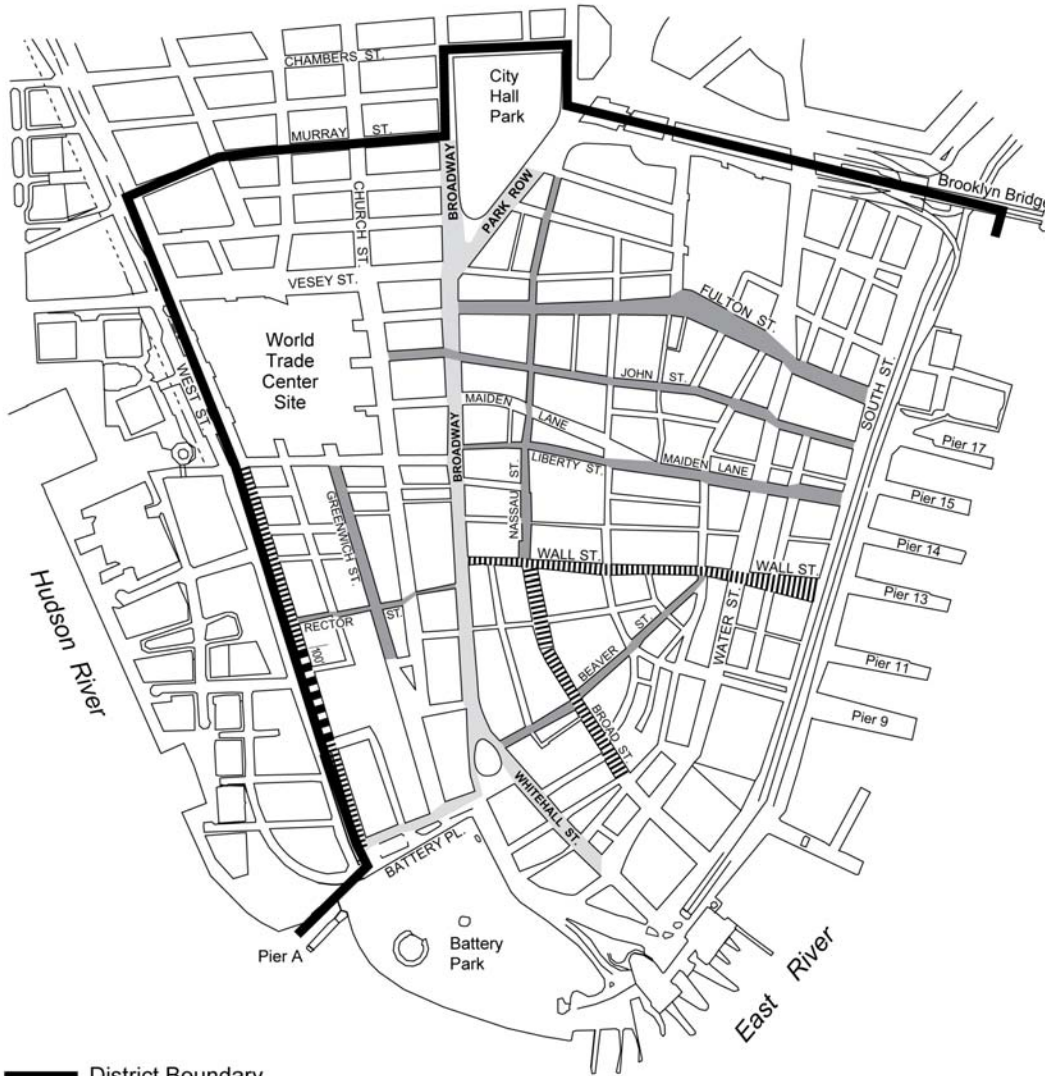 CHAMBERS ST.
City
Hall
Park
MURRAY ST.
BROADWAY
PARK ROW
Brooklyn Bridge
CHURCH ST.
VESEY ST.
FULTON ST.
World
Trade
Center
Site
WEST ST.
JOHN ST.
SOUTH ST.
MAIDEN
LANE
BROADWAY
Pier 17
LIBERTY ST.
MAIDEN LANE
NASSAU ST.
GREENWICH ST.
Pier 15
Pier 14
WALL ST.
WALL ST.
Pier 13
Hudson River
RECTOR ST.
100'
BEAVER ST.
WATER ST.
Pier 11
BROAD ST.
Pier 9
WHITEHALL ST.
BATTERY PL.
Pier A
Battery
Park
East River
District Boundary